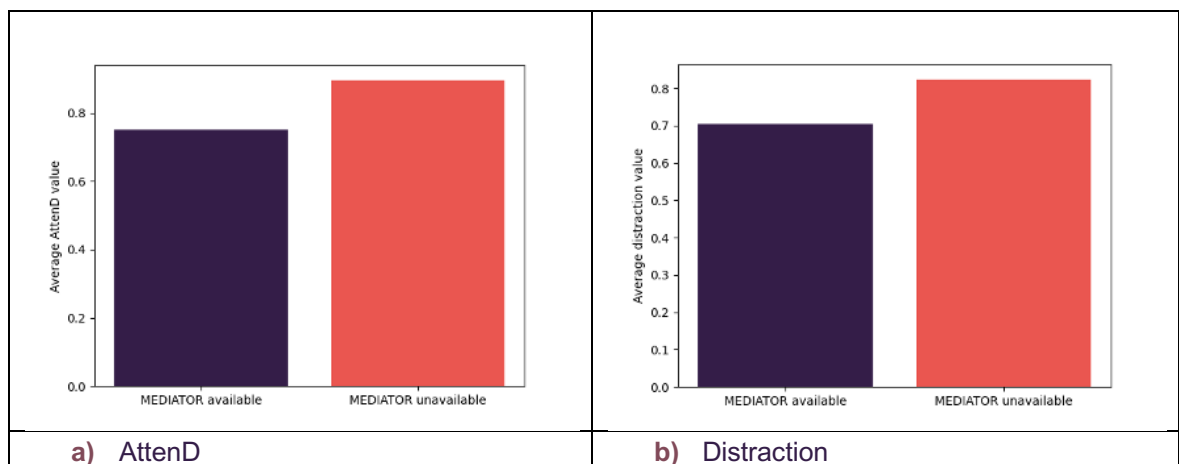 Average AttenD value
0.8
0.6
0.4
0.2
0.0
MEDIATOR available
MEDIATOR unavailable
a) AttenD
Average distraction value
0.8
0.7
0.6
0.5
0.4
0.3
0.2
0.1
0.0
MEDIATOR available
MEDIATOR unavailable
b) Distraction